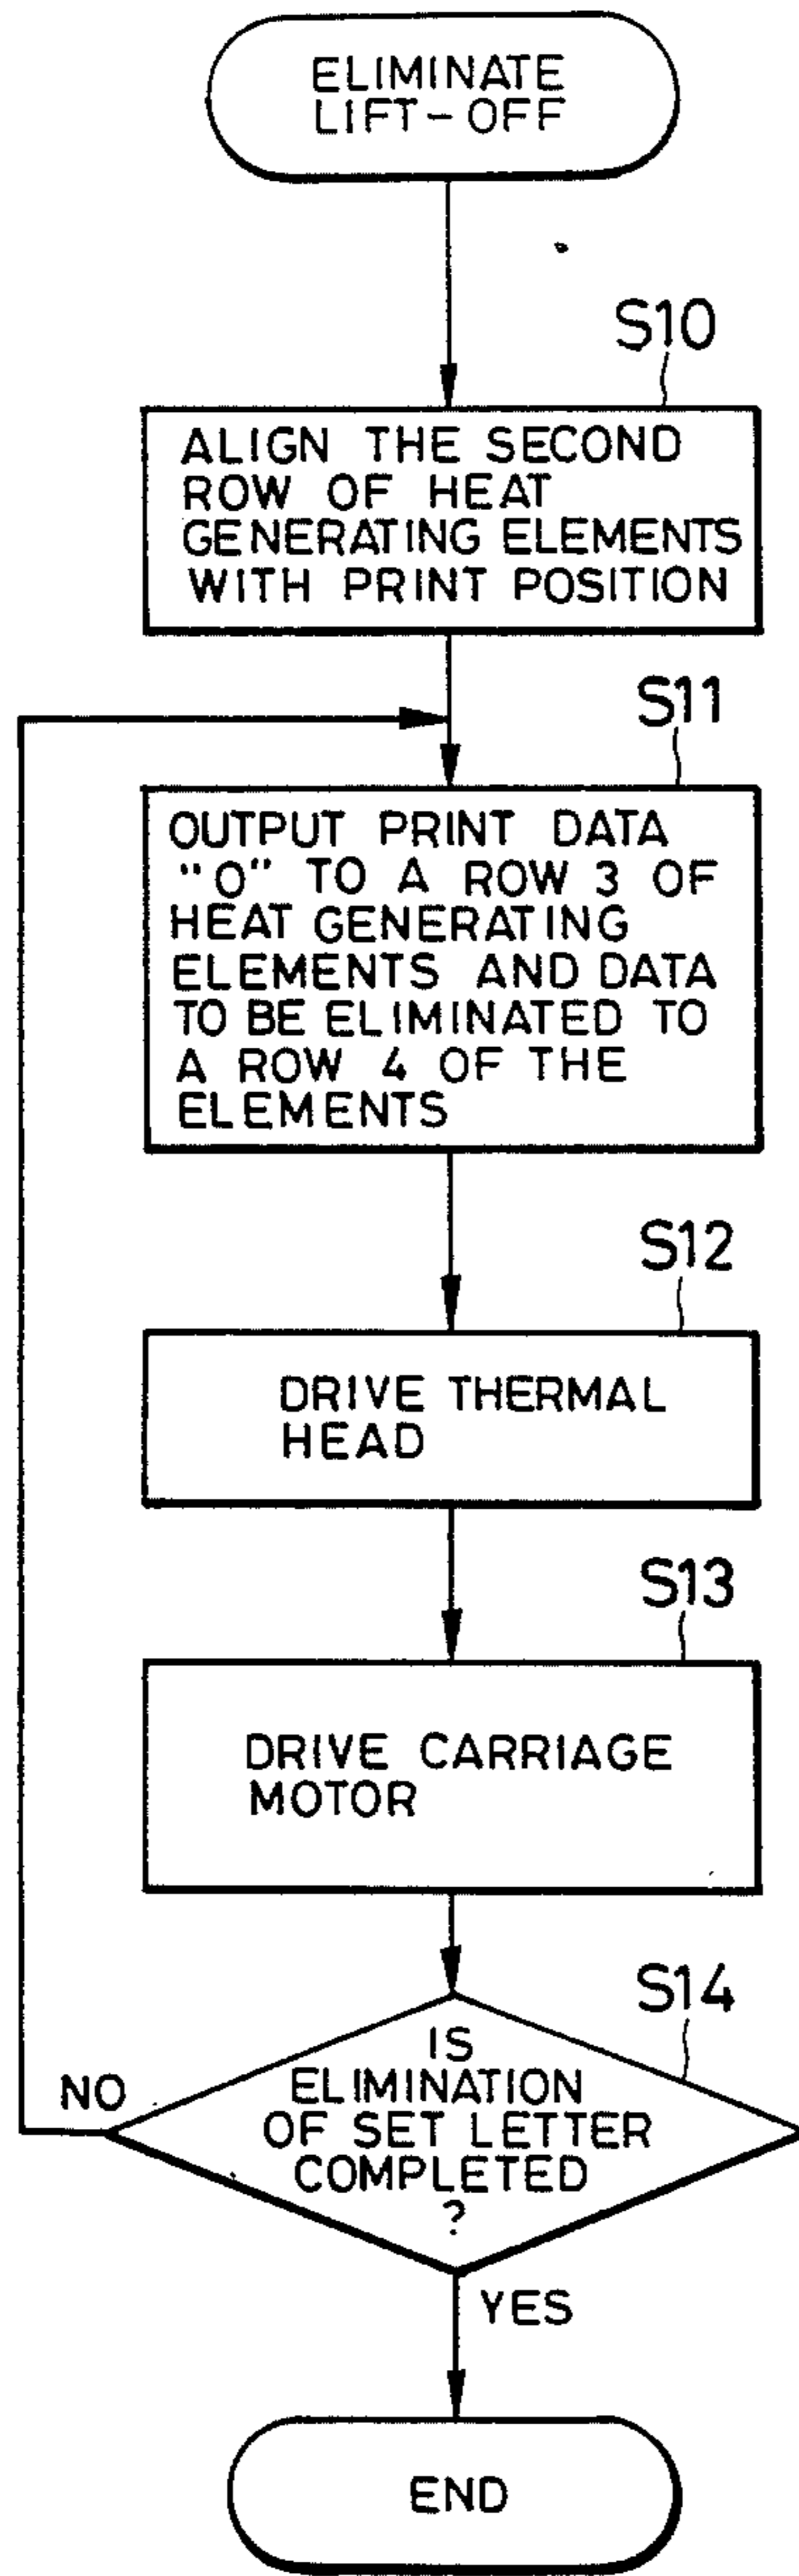 ELIMINATE
LIFT-OFF
S10
ALIGN THE SECOND
ROW OF HEAT
GENERATING ELEMENTS
WITH PRINT POSITION
S11
OUTPUT PRINT DATA
"0" TO A ROW 3 OF
HEAT GENERATING
ELEMENTS AND DATA
TO BE ELIMINATED TO
A ROW 4 OF THE
ELEMENTS
S12
DRIVE THERMAL
HEAD
S13
DRIVE CARRIAGE
MOTOR
S14
IS
ELIMINATION
OF SET LETTER
COMPLETED
?
NO
YES
END